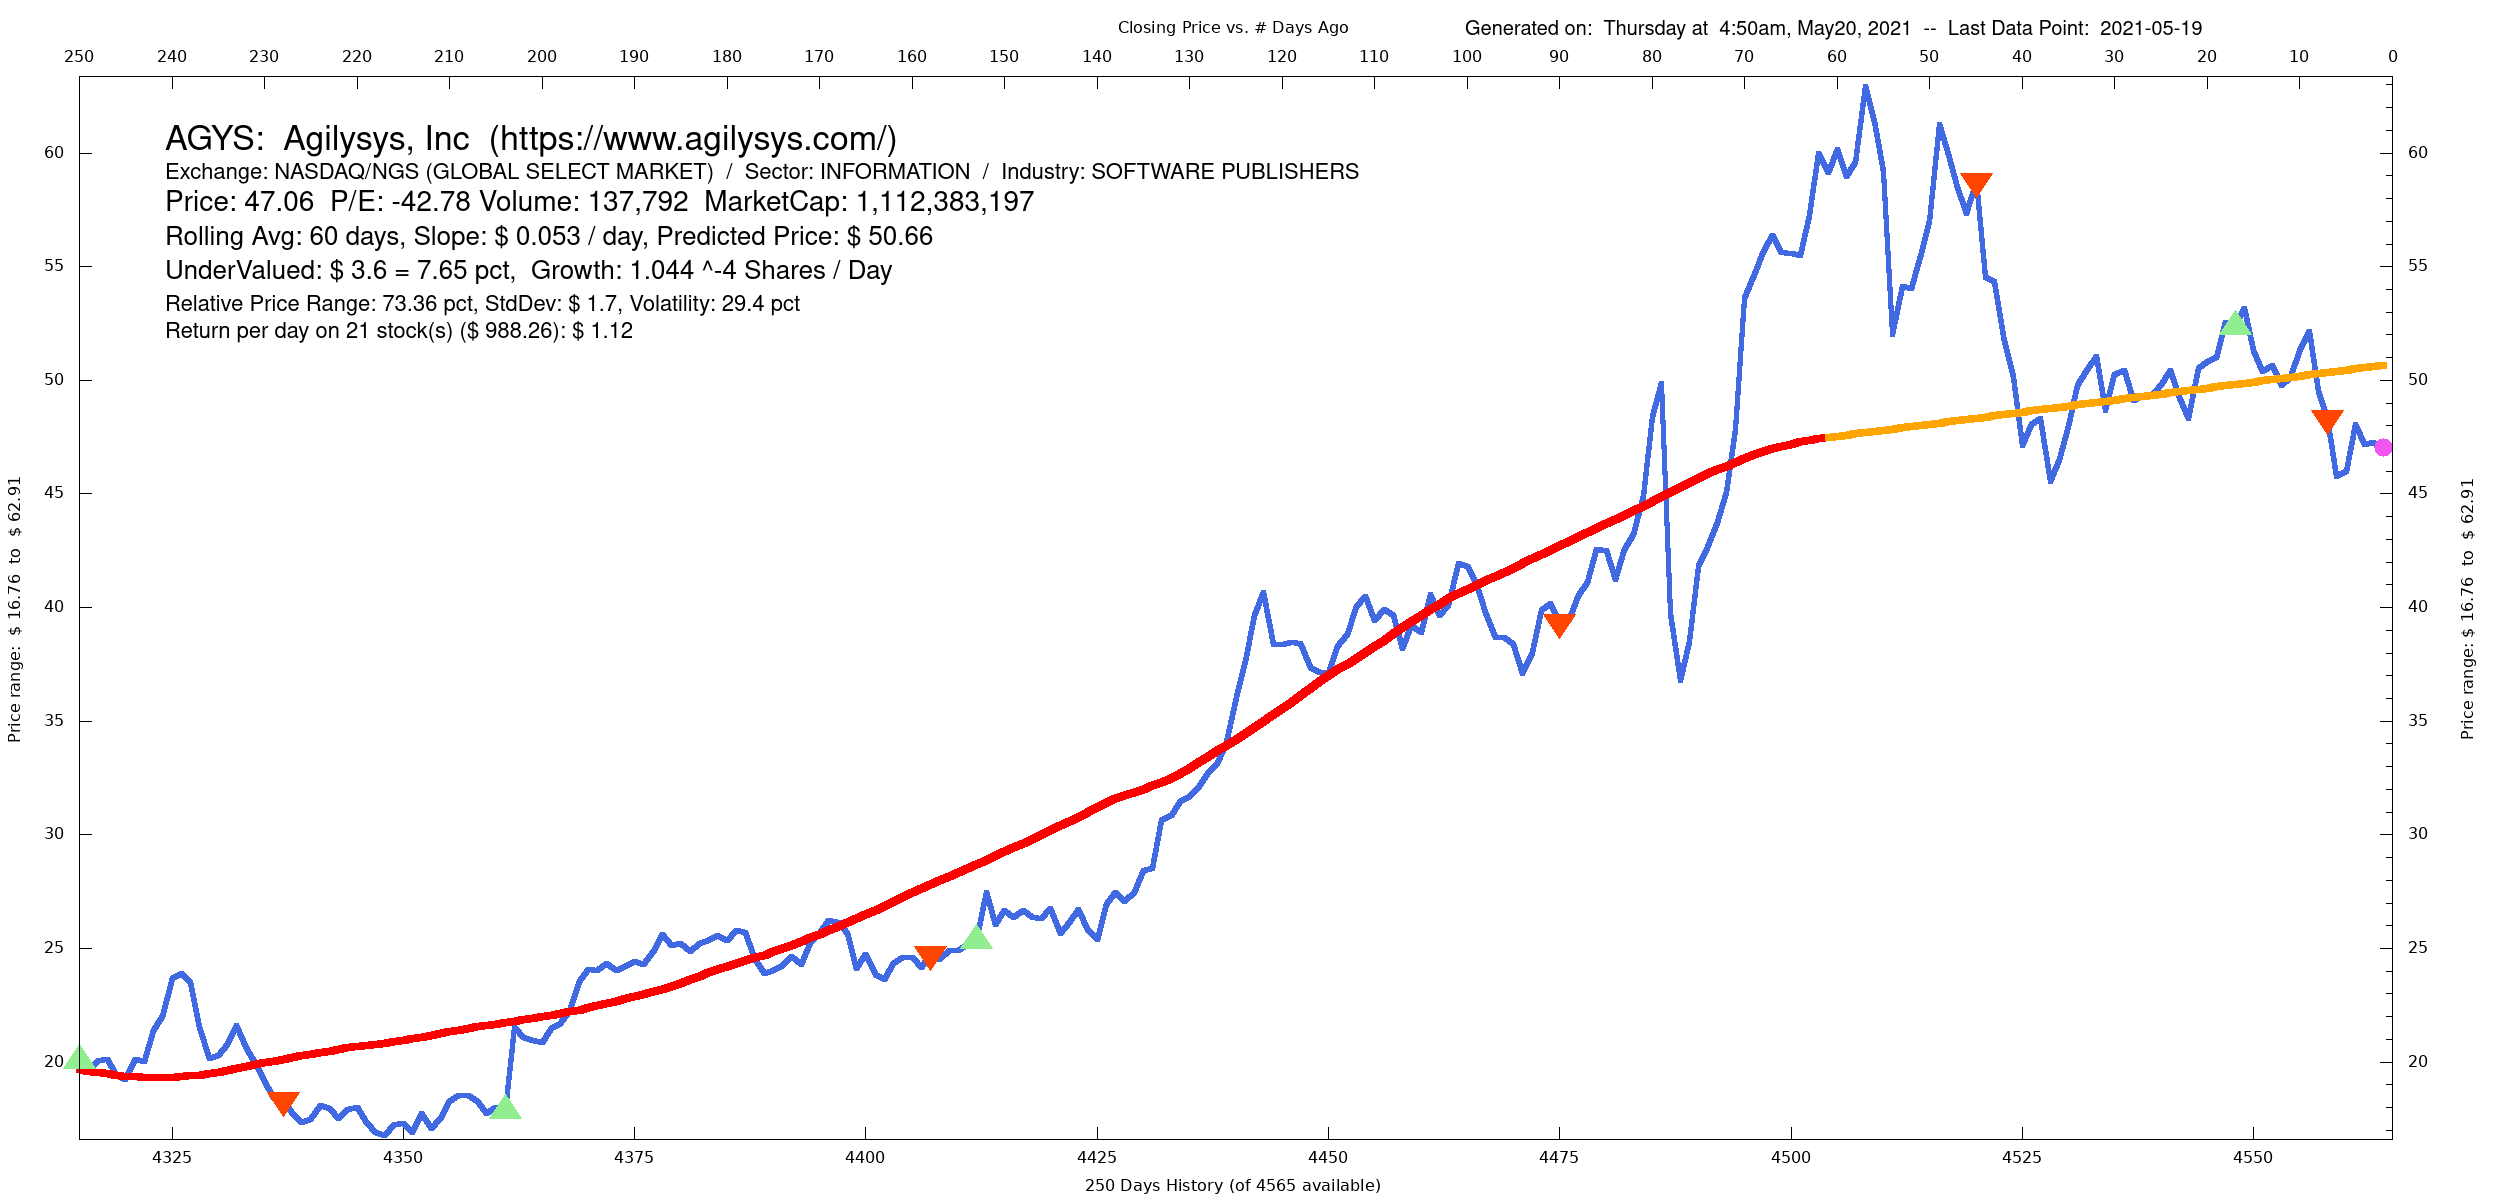 Closing Price vs. # Days Ago
Generated on:  Thursday at  4:50am, May20, 2021  --  Last Data Point:  2021-05-19
250 240 230 220 210 200 190 180 170 160 150 140 130 120 110 100 90 80 70 60 50 40 30 20 10 0
AGYS:  Agilysys, Inc  (https://www.agilysys.com/)
Exchange: NASDAQ/NGS (GLOBAL SELECT MARKET)  /  Sector: INFORMATION  /  Industry: SOFTWARE PUBLISHERS
Price: 47.06  P/E: -42.78 Volume: 137,792  MarketCap: 1,112,383,197
Rolling Avg: 60 days, Slope: $ 0.053 / day, Predicted Price: $ 50.66
UnderValued: $ 3.6 = 7.65 pct,  Growth: 1.044 ^-4 Shares / Day
Relative Price Range: 73.36 pct, StdDev: $ 1.7, Volatility: 29.4 pct
Return per day on 21 stock(s) ($ 988.26): $ 1.12
60 60
55 55
50 50
45 45
40 40
35 35
30 30
25 25
20 20
Price range:  $ 16.76  to  $ 62.91
Price range: $ 16.76  to  $ 62.91
4325 4350 4375 4400 4425 4450 4475 4500 4525 4550
250 Days History (of 4565 available)